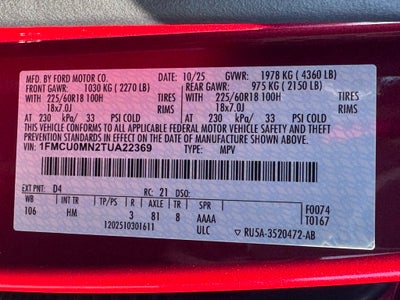 MFD. BY FORD MOTOR CO. 10/25 GVWR: 1978 KG ( 4360 LB)
FRONT GAWR: 1030 KG ( 2270 LB) REAR GAWR: 975 KG ( 2150 LB)
WITH TIRES WITH TIRES
225/60R18 100H 225/60R18 100H
18x7.0J RIMS 18x7.0J RIMS
AT 230 kPa/ 33 PSI COLD AT 230 kPa/ 33 PSI COLD
THIS VEHICLE CONFORMS TO ALL APPLICABLE FEDERAL MOTOR VEHICLE SAFETY
AND THEFT PREVENTION STANDARDS IN EFFECT ON THE DATE OF MANUFACTURE SHOWN ABOVE.
VIN: 1FMCU0MN2TUA22369
TYPE: MPV
EXT PNT: D4 RC: 21 DSO:
WB INT TR TP/PS R AXLE TR SPR
106 HM 3 81 8 AAAA
1202510301611 ULC
F0074
T0167
RU5A-3520472-AB